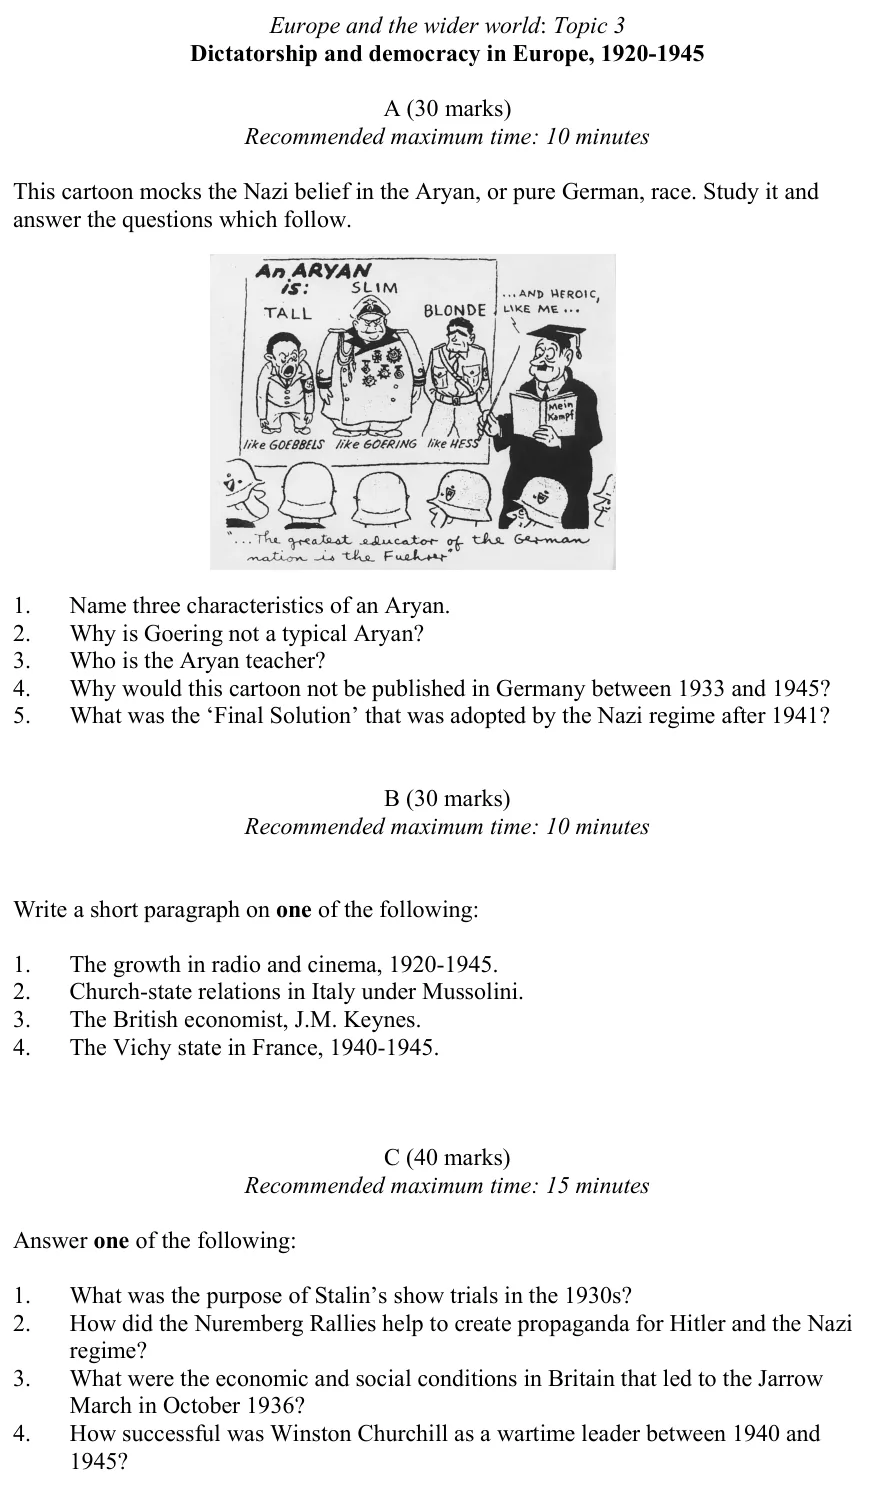 Europe and the wider world: Topic 3
Dictatorship and democracy in Europe, 1920-1945
A (30 marks)
Recommended maximum time: 10 minutes
This cartoon mocks the Nazi belief in the Aryan, or pure German, race. Study it and
answer the questions which follow.
An ARYAN
is:
SLIM
TALL
BLONDE
...AND HEROIC,
LIKE ME...
Mein
Kampf
like GOEBBELS like GOERING like HESS
"...The greatest educator of the German
nation is the Fuehrer"
1. Name three characteristics of an Aryan.
2. Why is Goering not a typical Aryan?
3. Who is the Aryan teacher?
4. Why would this cartoon not be published in Germany between 1933 and 1945?
5. What was the ‘Final Solution’ that was adopted by the Nazi regime after 1941?
B (30 marks)
Recommended maximum time: 10 minutes
Write a short paragraph on one of the following:
1. The growth in radio and cinema, 1920-1945.
2. Church-state relations in Italy under Mussolini.
3. The British economist, J.M. Keynes.
4. The Vichy state in France, 1940-1945.
C (40 marks)
Recommended maximum time: 15 minutes
Answer one of the following:
1. What was the purpose of Stalin’s show trials in the 1930s?
2. How did the Nuremberg Rallies help to create propaganda for Hitler and the Nazi
regime?
3. What were the economic and social conditions in Britain that led to the Jarrow
March in October 1936?
4. How successful was Winston Churchill as a wartime leader between 1940 and
1945?